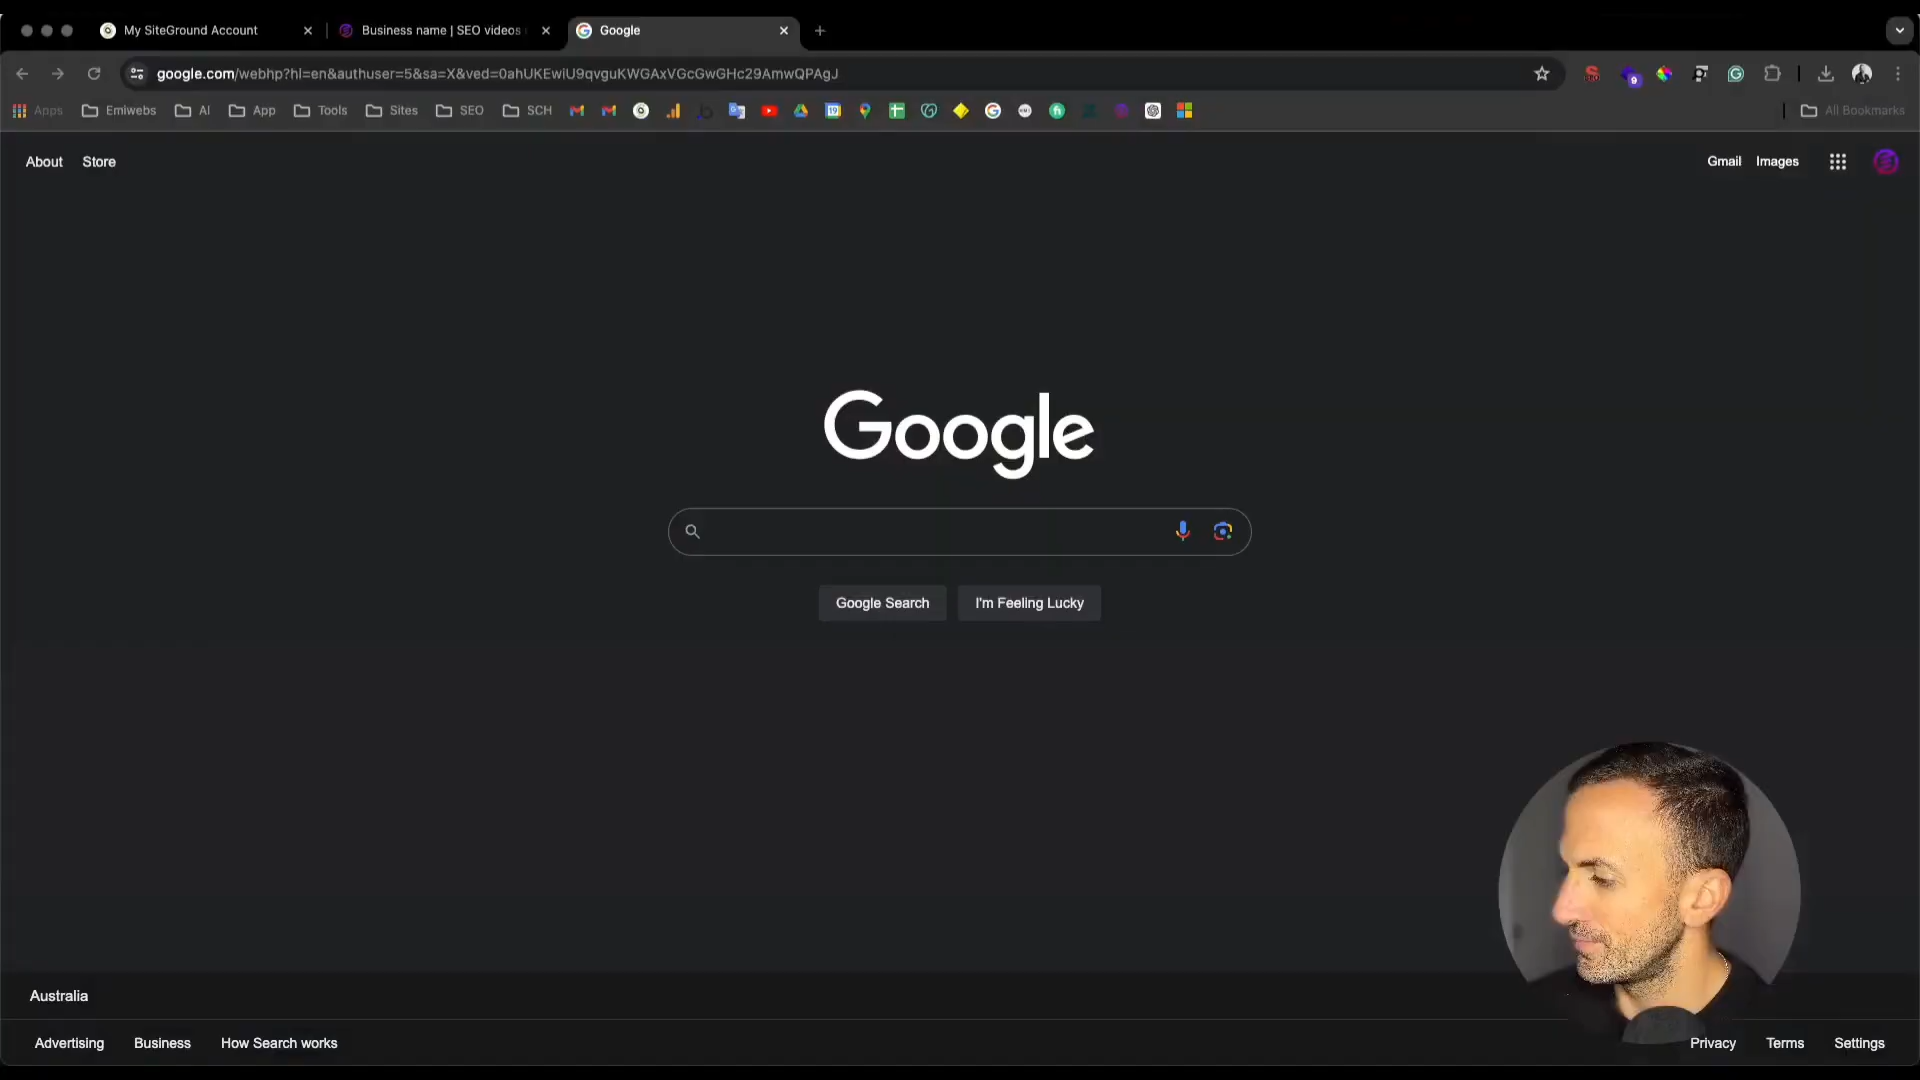 My SiteGround Account
Business name | SEO videos
Google
google.com/webhp?hl=en&authuser=5&sa=X&ved=0ahUKEwiU9qvguKWGAxVGcGwGHc29AmwQPAgJ
9
Apps
Emiwebs
AI
App
Tools
Sites
SEO
SCH
19
All Bookmarks
About
Store
Gmail
Images
Google
Google Search
I'm Feeling Lucky
Australia
Advertising
Business
How Search works
Privacy
Terms
Settings